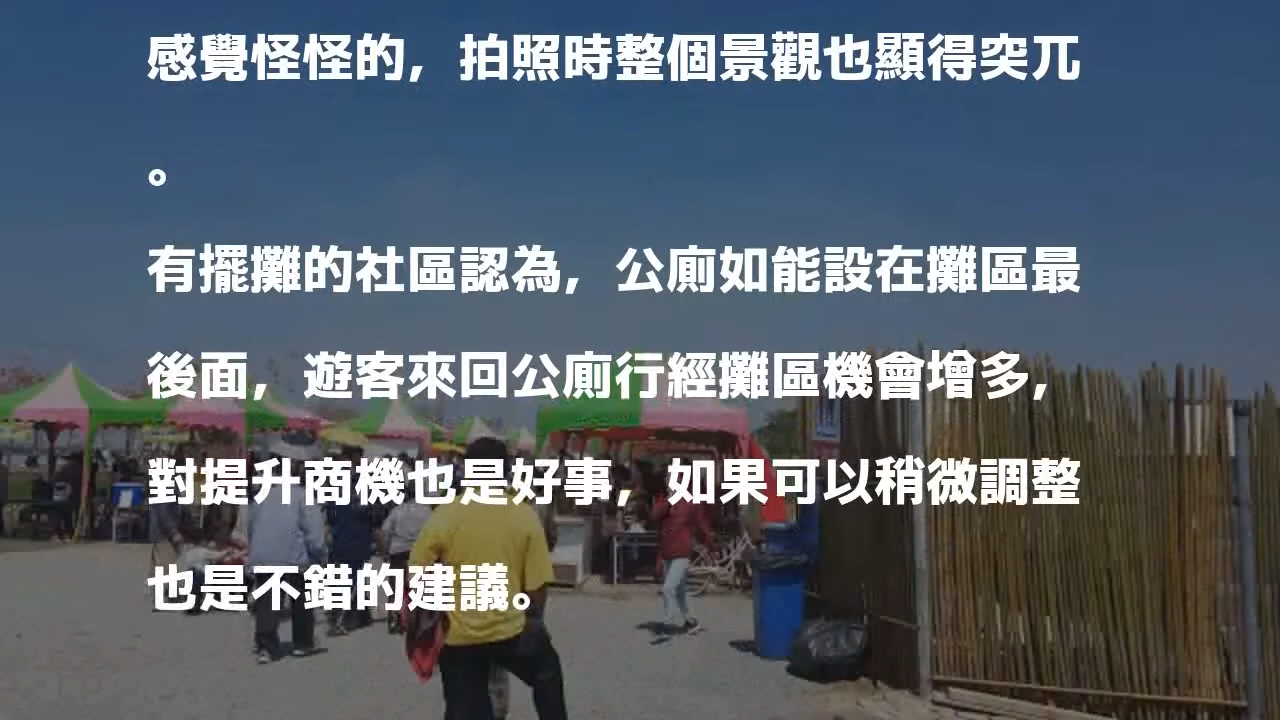 感覺怪怪的，拍照時整個景觀也顯得突兀
。
有擺攤的社區認為，公廁如能設在攤區最
後面，遊客來回公廁行經攤區機會增多，
對提升商機也是好事，如果可以稍微調整
也是不錯的建議。